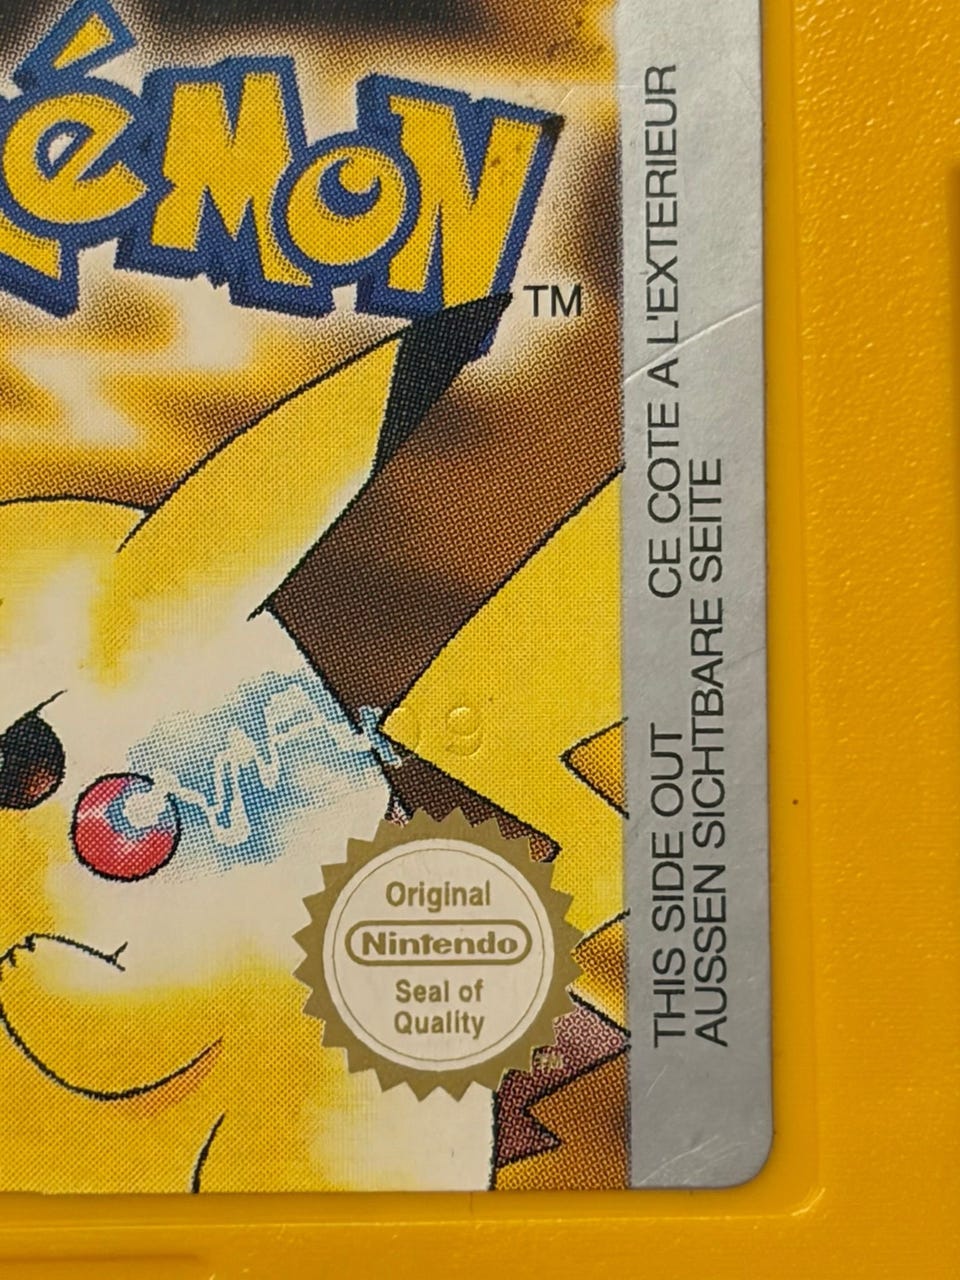 émon
TM
Original
Nintendo
Seal of
Quality
THIS SIDE OUT CE COTE A L'EXTERIEUR
AUSSEN SICHTBARE SEITE